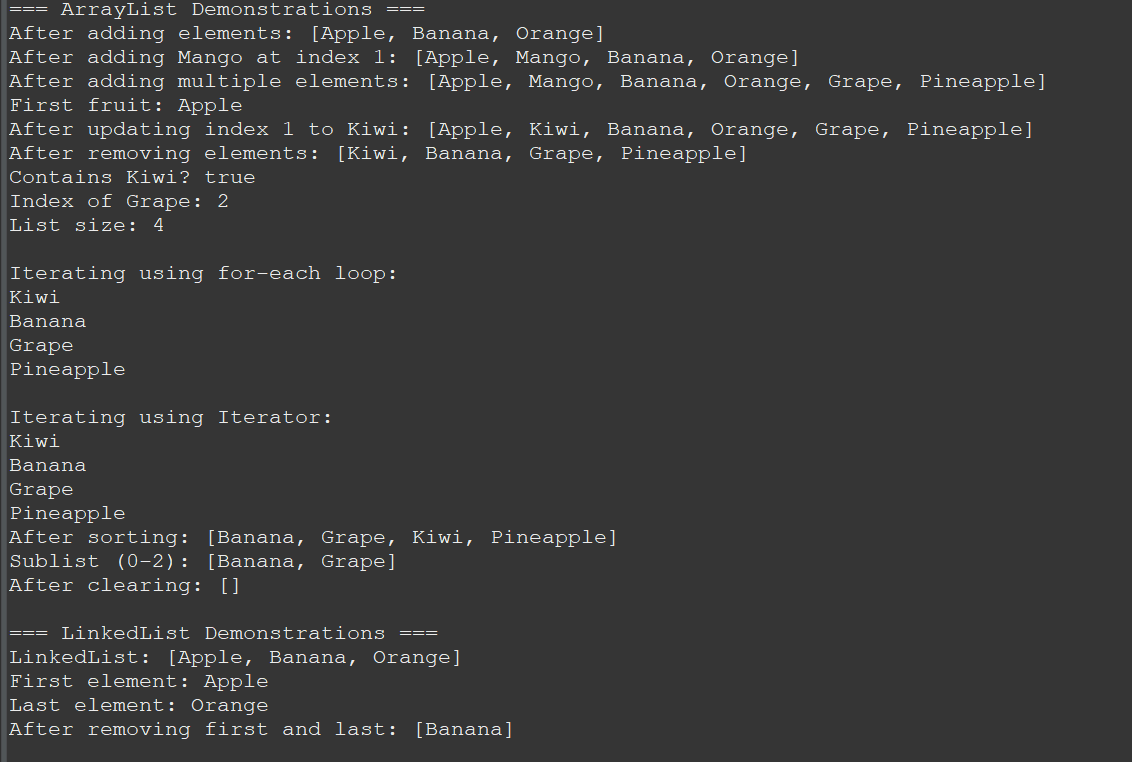 === ArrayList Demonstrations ===
After adding elements: [Apple, Banana, Orange]
After adding Mango at index 1: [Apple, Mango, Banana, Orange]
After adding multiple elements: [Apple, Mango, Banana, Orange, Grape, Pineapple]
First fruit: Apple
After updating index 1 to Kiwi: [Apple, Kiwi, Banana, Orange, Grape, Pineapple]
After removing elements: [Kiwi, Banana, Grape, Pineapple]
Contains Kiwi? true
Index of Grape: 2
List size: 4
Iterating using for-each loop:
Kiwi
Banana
Grape
Pineapple
Iterating using Iterator:
Kiwi
Banana
Grape
Pineapple
After sorting: [Banana, Grape, Kiwi, Pineapple]
Sublist (0-2): [Banana, Grape]
After clearing: []
=== LinkedList Demonstrations ===
LinkedList: [Apple, Banana, Orange]
First element: Apple
Last element: Orange
After removing first and last: [Banana]